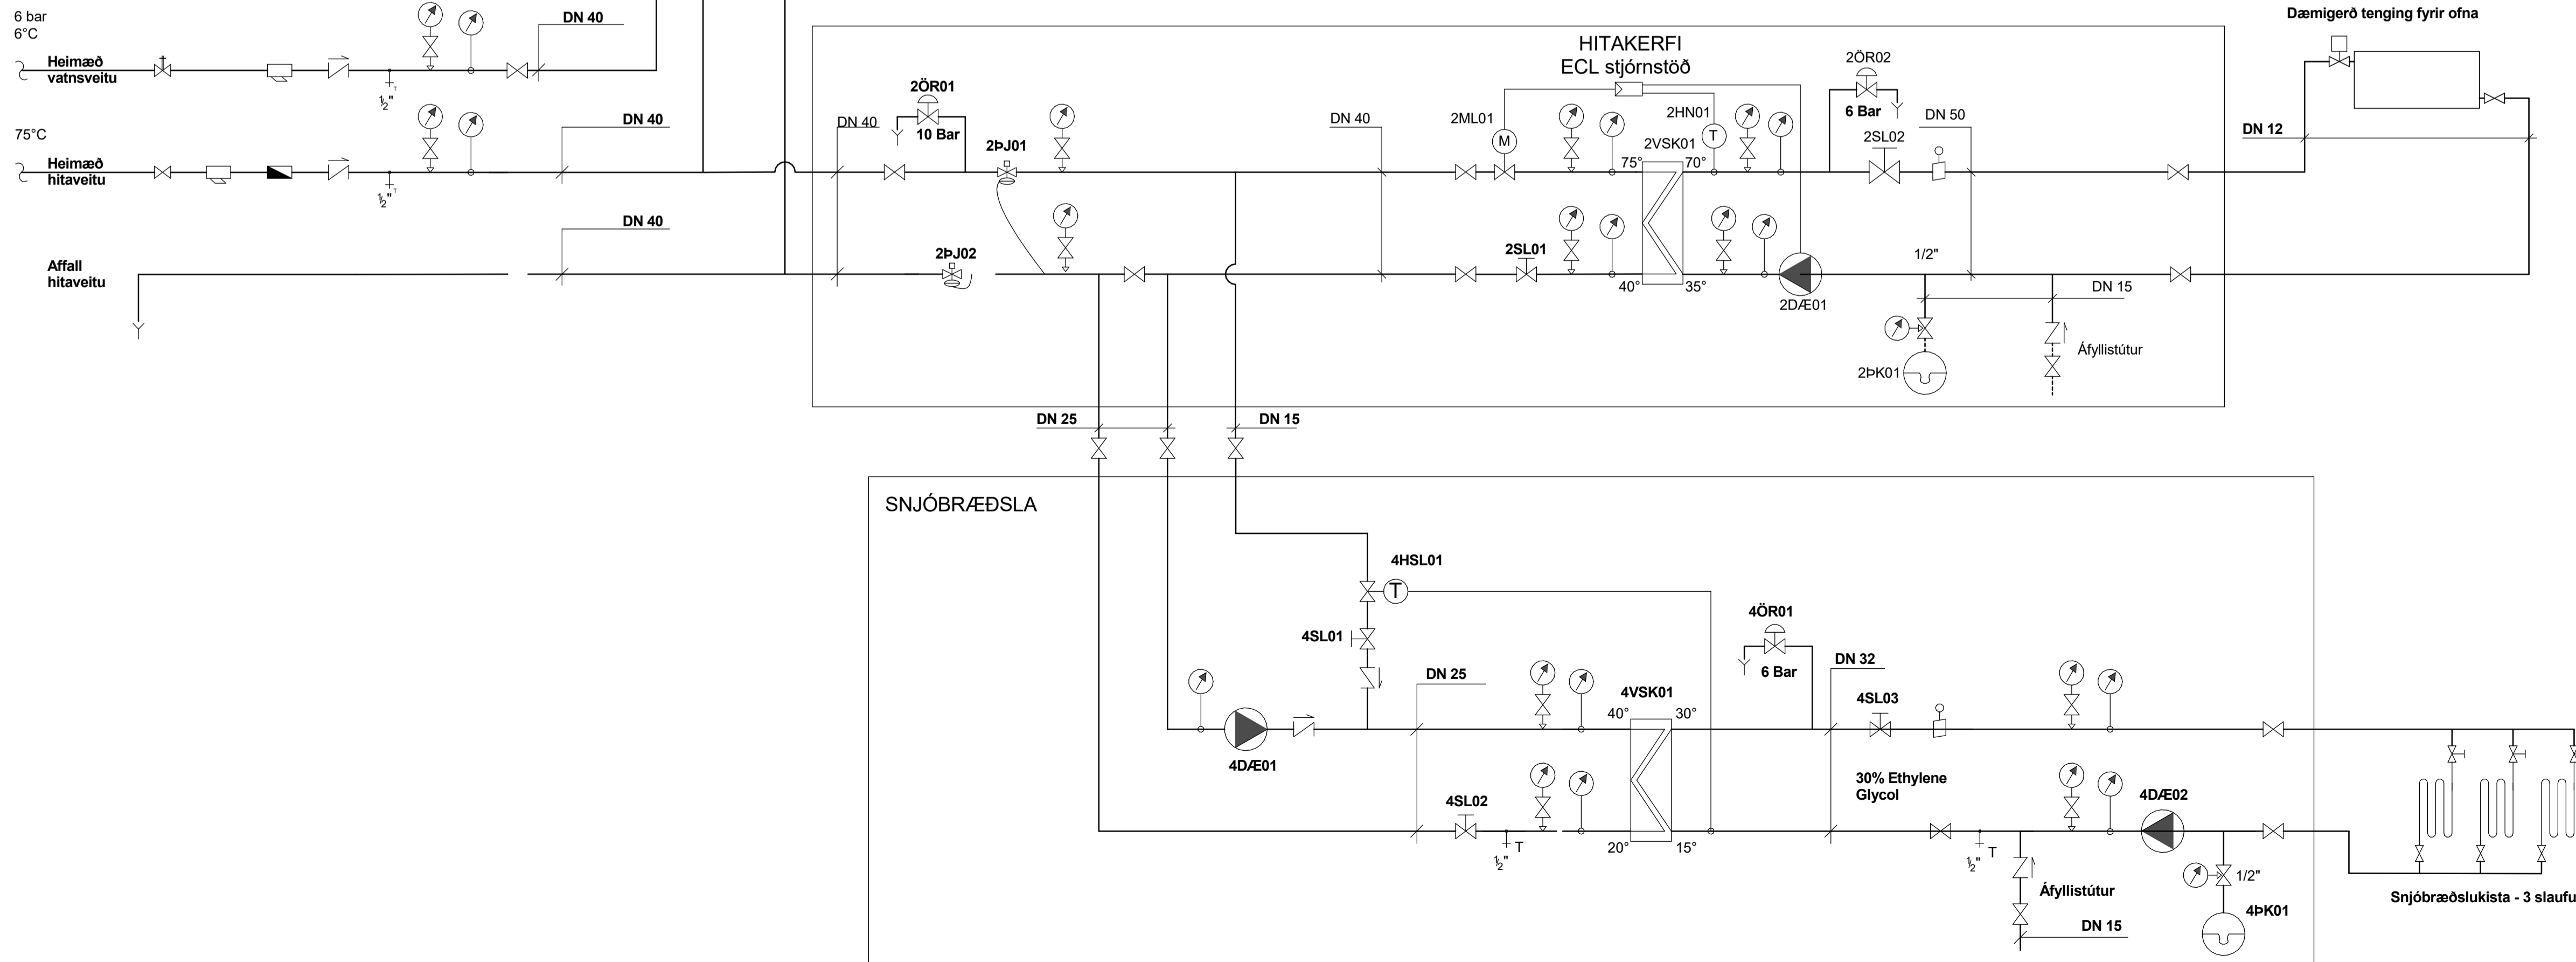 6 bar
6°C
Heimæð
vatnsveitu
½"
T
DN 40
75°C
Heimæð
hitaveitu
½"
T
DN 40
Affall
hitaveitu
DN 40
HITAKERFI
ECL stjórnstöð
DN 40
2ÖR01
10 Bar
2ÞJ01
2ÞJ02
DN 40
2ML01
M
2HN01
T
2VSK01
75°
70°
2SL01
40°
35°
2DÆ01
2ÖR02
6 Bar
2SL02
DN 50
1/2"
DN 15
2ÞK01
Áfyllistútur
Dæmigerð tenging fyrir ofna
DN 12
DN 25
DN 15
SNJÓBRÆÐSLA
4HSL01
T
4SL01
4DÆ01
DN 25
4SL02
½"
T
4VSK01
40°
30°
20°
15°
4ÖR01
6 Bar
DN 32
4SL03
30% Ethylene
Glycol
½"
T
4DÆ02
Áfyllistútur
DN 15
1/2"
4ÞK01
Snjóbræðslukista - 3 slaufu